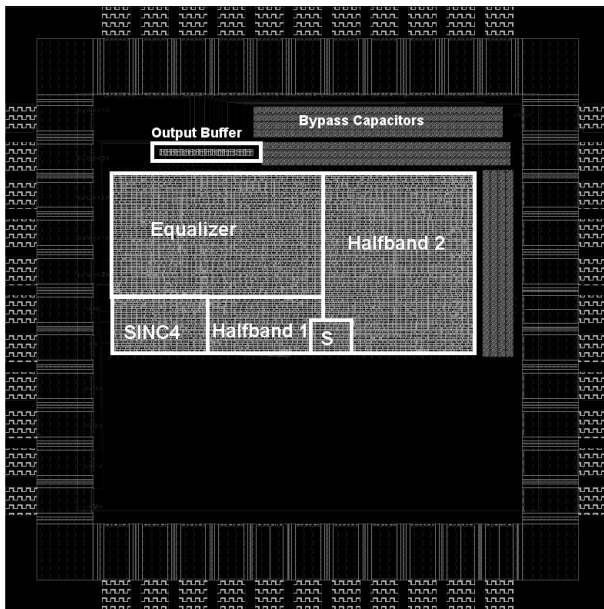 Bypass Capacitors
Output Buffer
Equalizer
Halfband 2
SINC4
Halfband 1
S